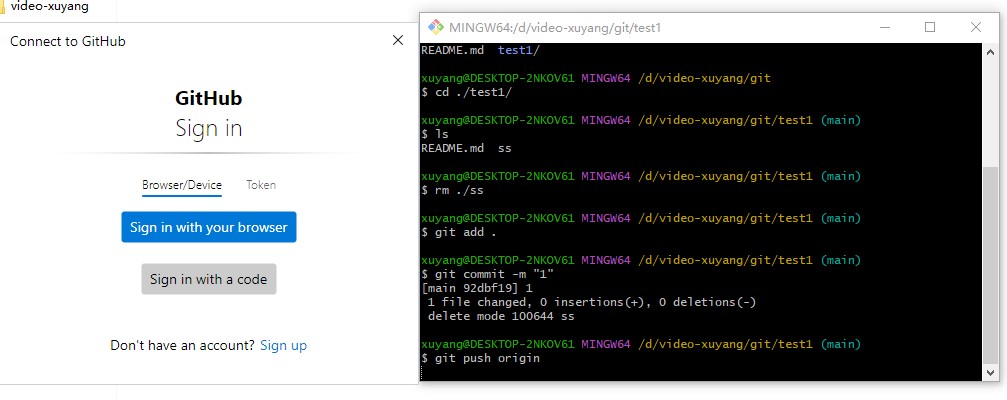 video-xuyang
Connect to GitHub
GitHub
Sign in
Browser/Device Token
Sign in with your browser
Sign in with a code
Don't have an account? Sign up
MINGW64:/d/video-xuyang/git/test1
README.md test1/
xuyang@DESKTOP-2NKOV61 MINGW64 /d/video-xuyang/git
$ cd ./test1/
xuyang@DESKTOP-2NKOV61 MINGW64 /d/video-xuyang/git/test1 (main)
$ ls
README.md ss
xuyang@DESKTOP-2NKOV61 MINGW64 /d/video-xuyang/git/test1 (main)
$ rm ./ss
xuyang@DESKTOP-2NKOV61 MINGW64 /d/video-xuyang/git/test1 (main)
$ git add .
xuyang@DESKTOP-2NKOV61 MINGW64 /d/video-xuyang/git/test1 (main)
$ git commit -m "1"
[main 92dbf19] 1
1 file changed, 0 insertions(+), 0 deletions(-)
delete mode 100644 ss
xuyang@DESKTOP-2NKOV61 MINGW64 /d/video-xuyang/git/test1 (main)
$ git push origin